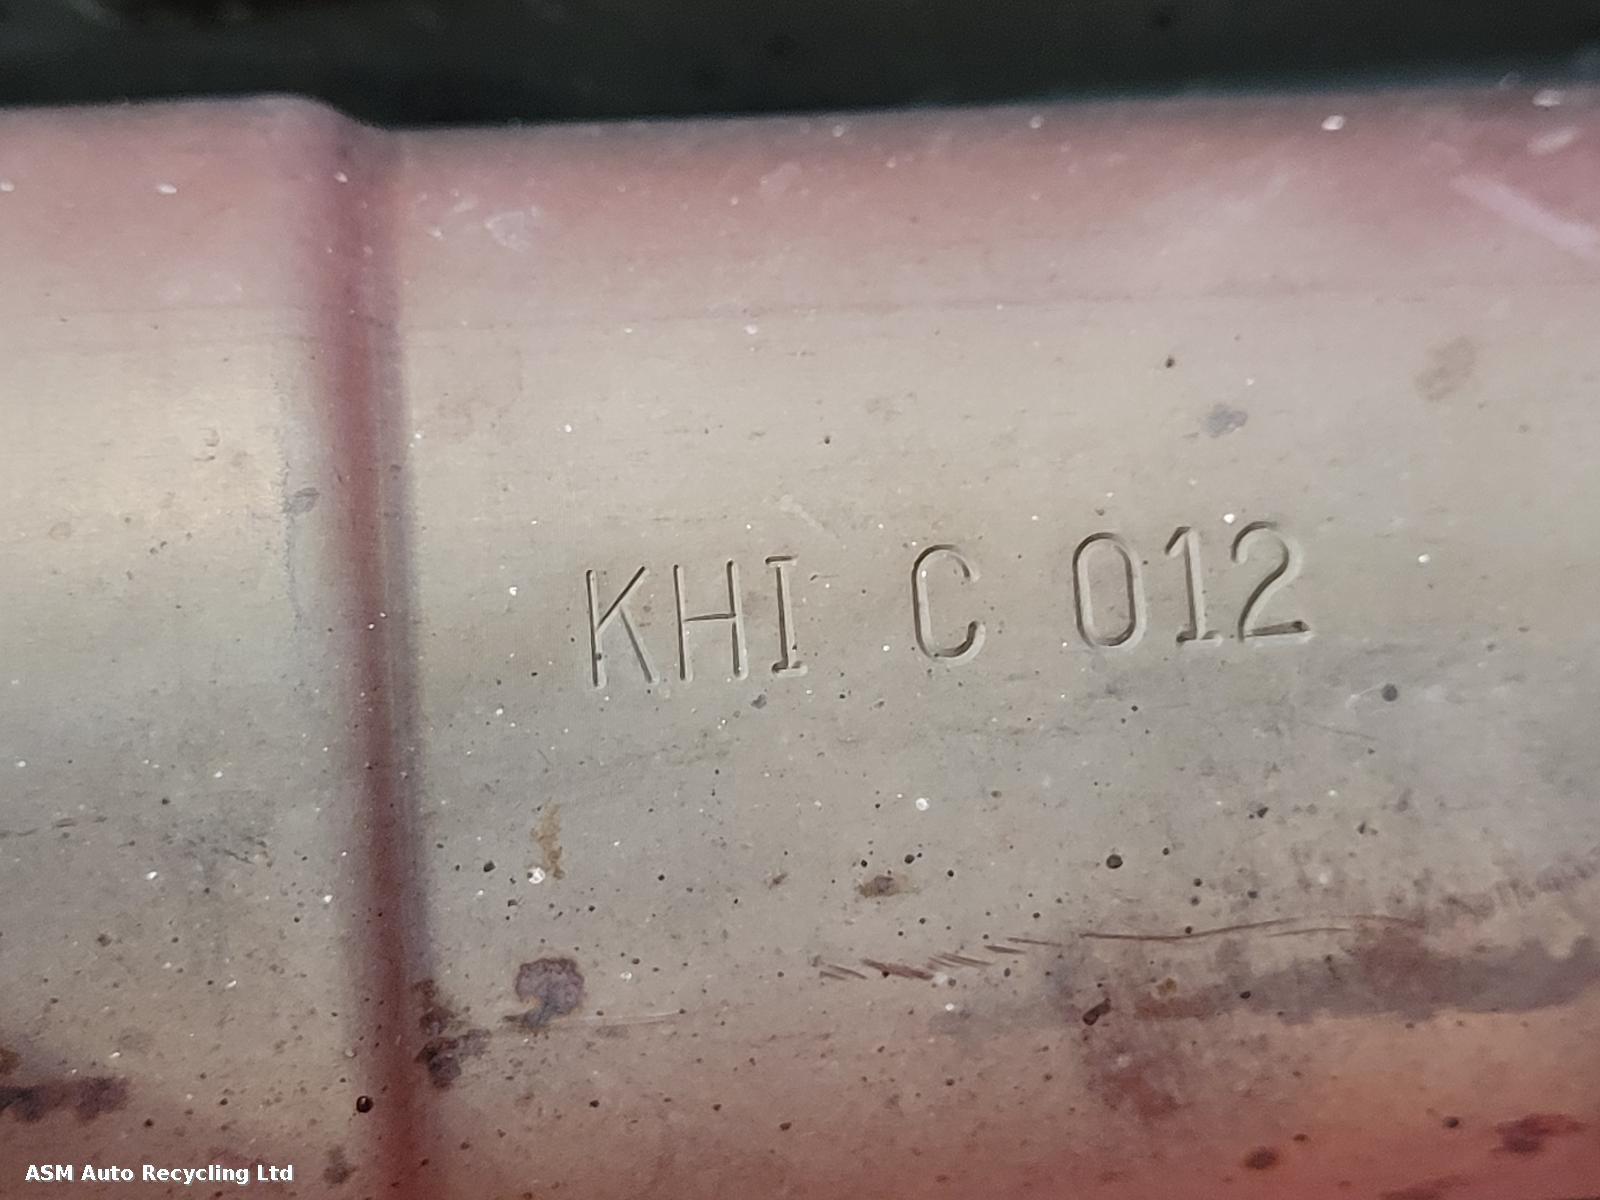 KHI C 012
ASM Auto Recycling Ltd